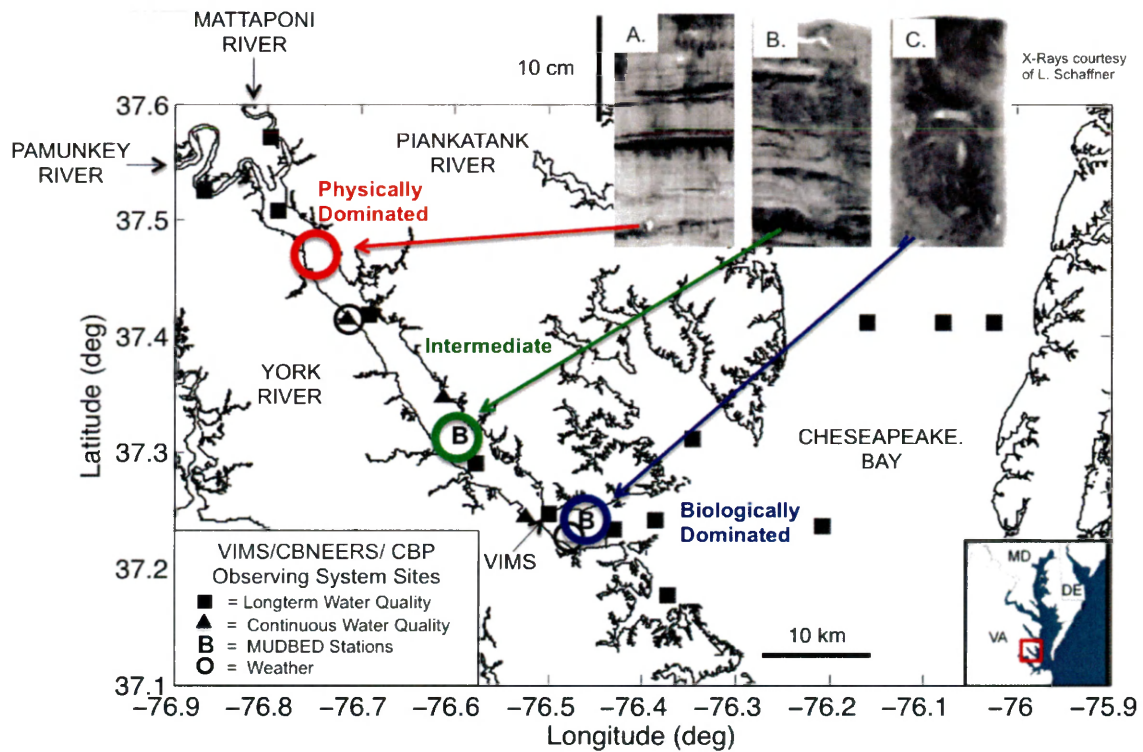 MATTAPONI
RIVER
10 cm
A.
B.
C.
X-Rays courtesy
of L. Schaffner
PAMUNKEY
RIVER
PIANKATANK
RIVER
Physically
Dominated
Intermediate
YORK
RIVER
B
CHESEAPEAKE.
BAY
B
Biologically
Dominated
VIMS
VIMS/CBNEERS/ CBP
Observing System Sites
= Longterm Water Quality
= Continuous Water Quality
B = MUDBED Stations
= Weather
10 km
MD
DE
VA
Latitude (deg)
37.6
37.5
37.4
37.3
37.2
37.1
−76.9 −76.8 −76.7 −76.6 −76.5 −76.4 −76.3 −76.2 −76.1 −76 −75.9
Longitude (deg)